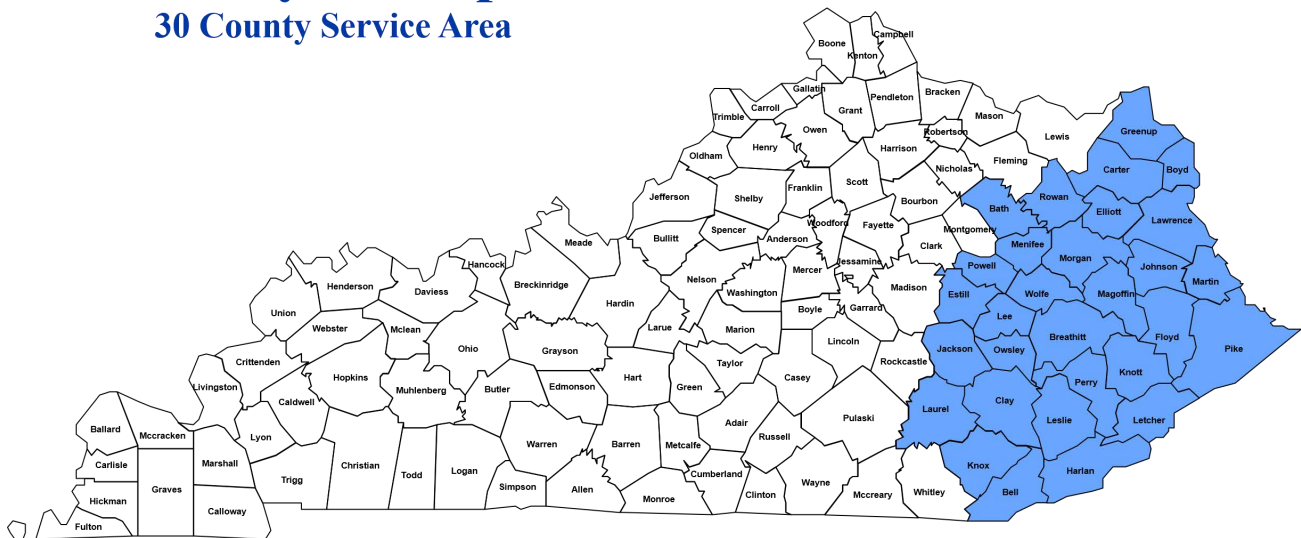 30 County Service Area
Boone
Kenton
Campbell
Gallatin
Carroll
Trimble
Grant
Pendleton
Bracken
Mason
Lewis
Greenup
Owen
Robertson
Henry
Oldham
Harrison
Fleming
Nicholas
Carter
Boyd
Rowan
Franklin
Scott
Jefferson
Shelby
Bourbon
Bath
Elliott
Lawrence
Woodford
Fayette
Montgomery
Spencer
Bullitt
Anderson
Clark
Menifee
Meade
Jessamine
Morgan
Hancock
Powell
Johnson
Mercer
Nelson
Martin
Breckinridge
Henderson
Daviess
Madison
Washington
Estill
Wolfe
Magoffin
Hardin
Boyle
Garrard
Union
Lee
Webster
Mclean
Larue
Marion
Lincoln
Breathitt
Floyd
Ohio
Grayson
Jackson
Owsley
Pike
Crittenden
Taylor
Rockcastle
Knott
Livingston
Hopkins
Muhlenberg
Butler
Edmonson
Hart
Green
Casey
Perry
Caldwell
Laurel
Clay
Pulaski
Leslie
Letcher
Adair
Ballard
Mccracken
Lyon
Russell
Warren
Barren
Metcalfe
Carlisle
Marshall
Christian
Todd
Logan
Knox
Harlan
Cumberland
Trigg
Wayne
Simpson
Allen
Graves
Monroe
Clinton
Mccreary
Whitley
Bell
Hickman
Calloway
Fulton